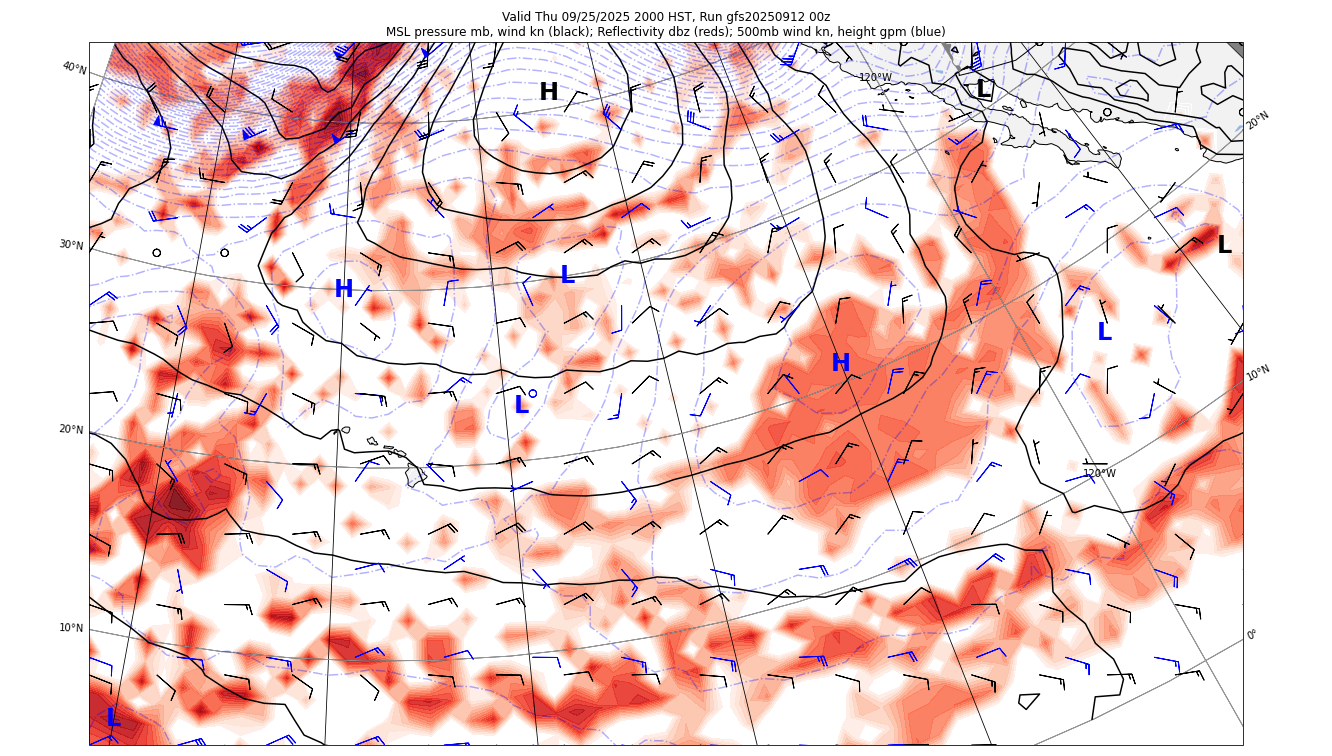 Valid Thu 09/25/2025 2000 HST, Run gfs20250912 00z
MSL pressure mb, wind kn (black); Reflectivity dbz (reds); 500mb wind kn, height gpm (blue)
40°N
120°W
H
L
20°N
30°N
L
L
H
L
H
10°N
L
20°N
120°W
10°N
0°
L